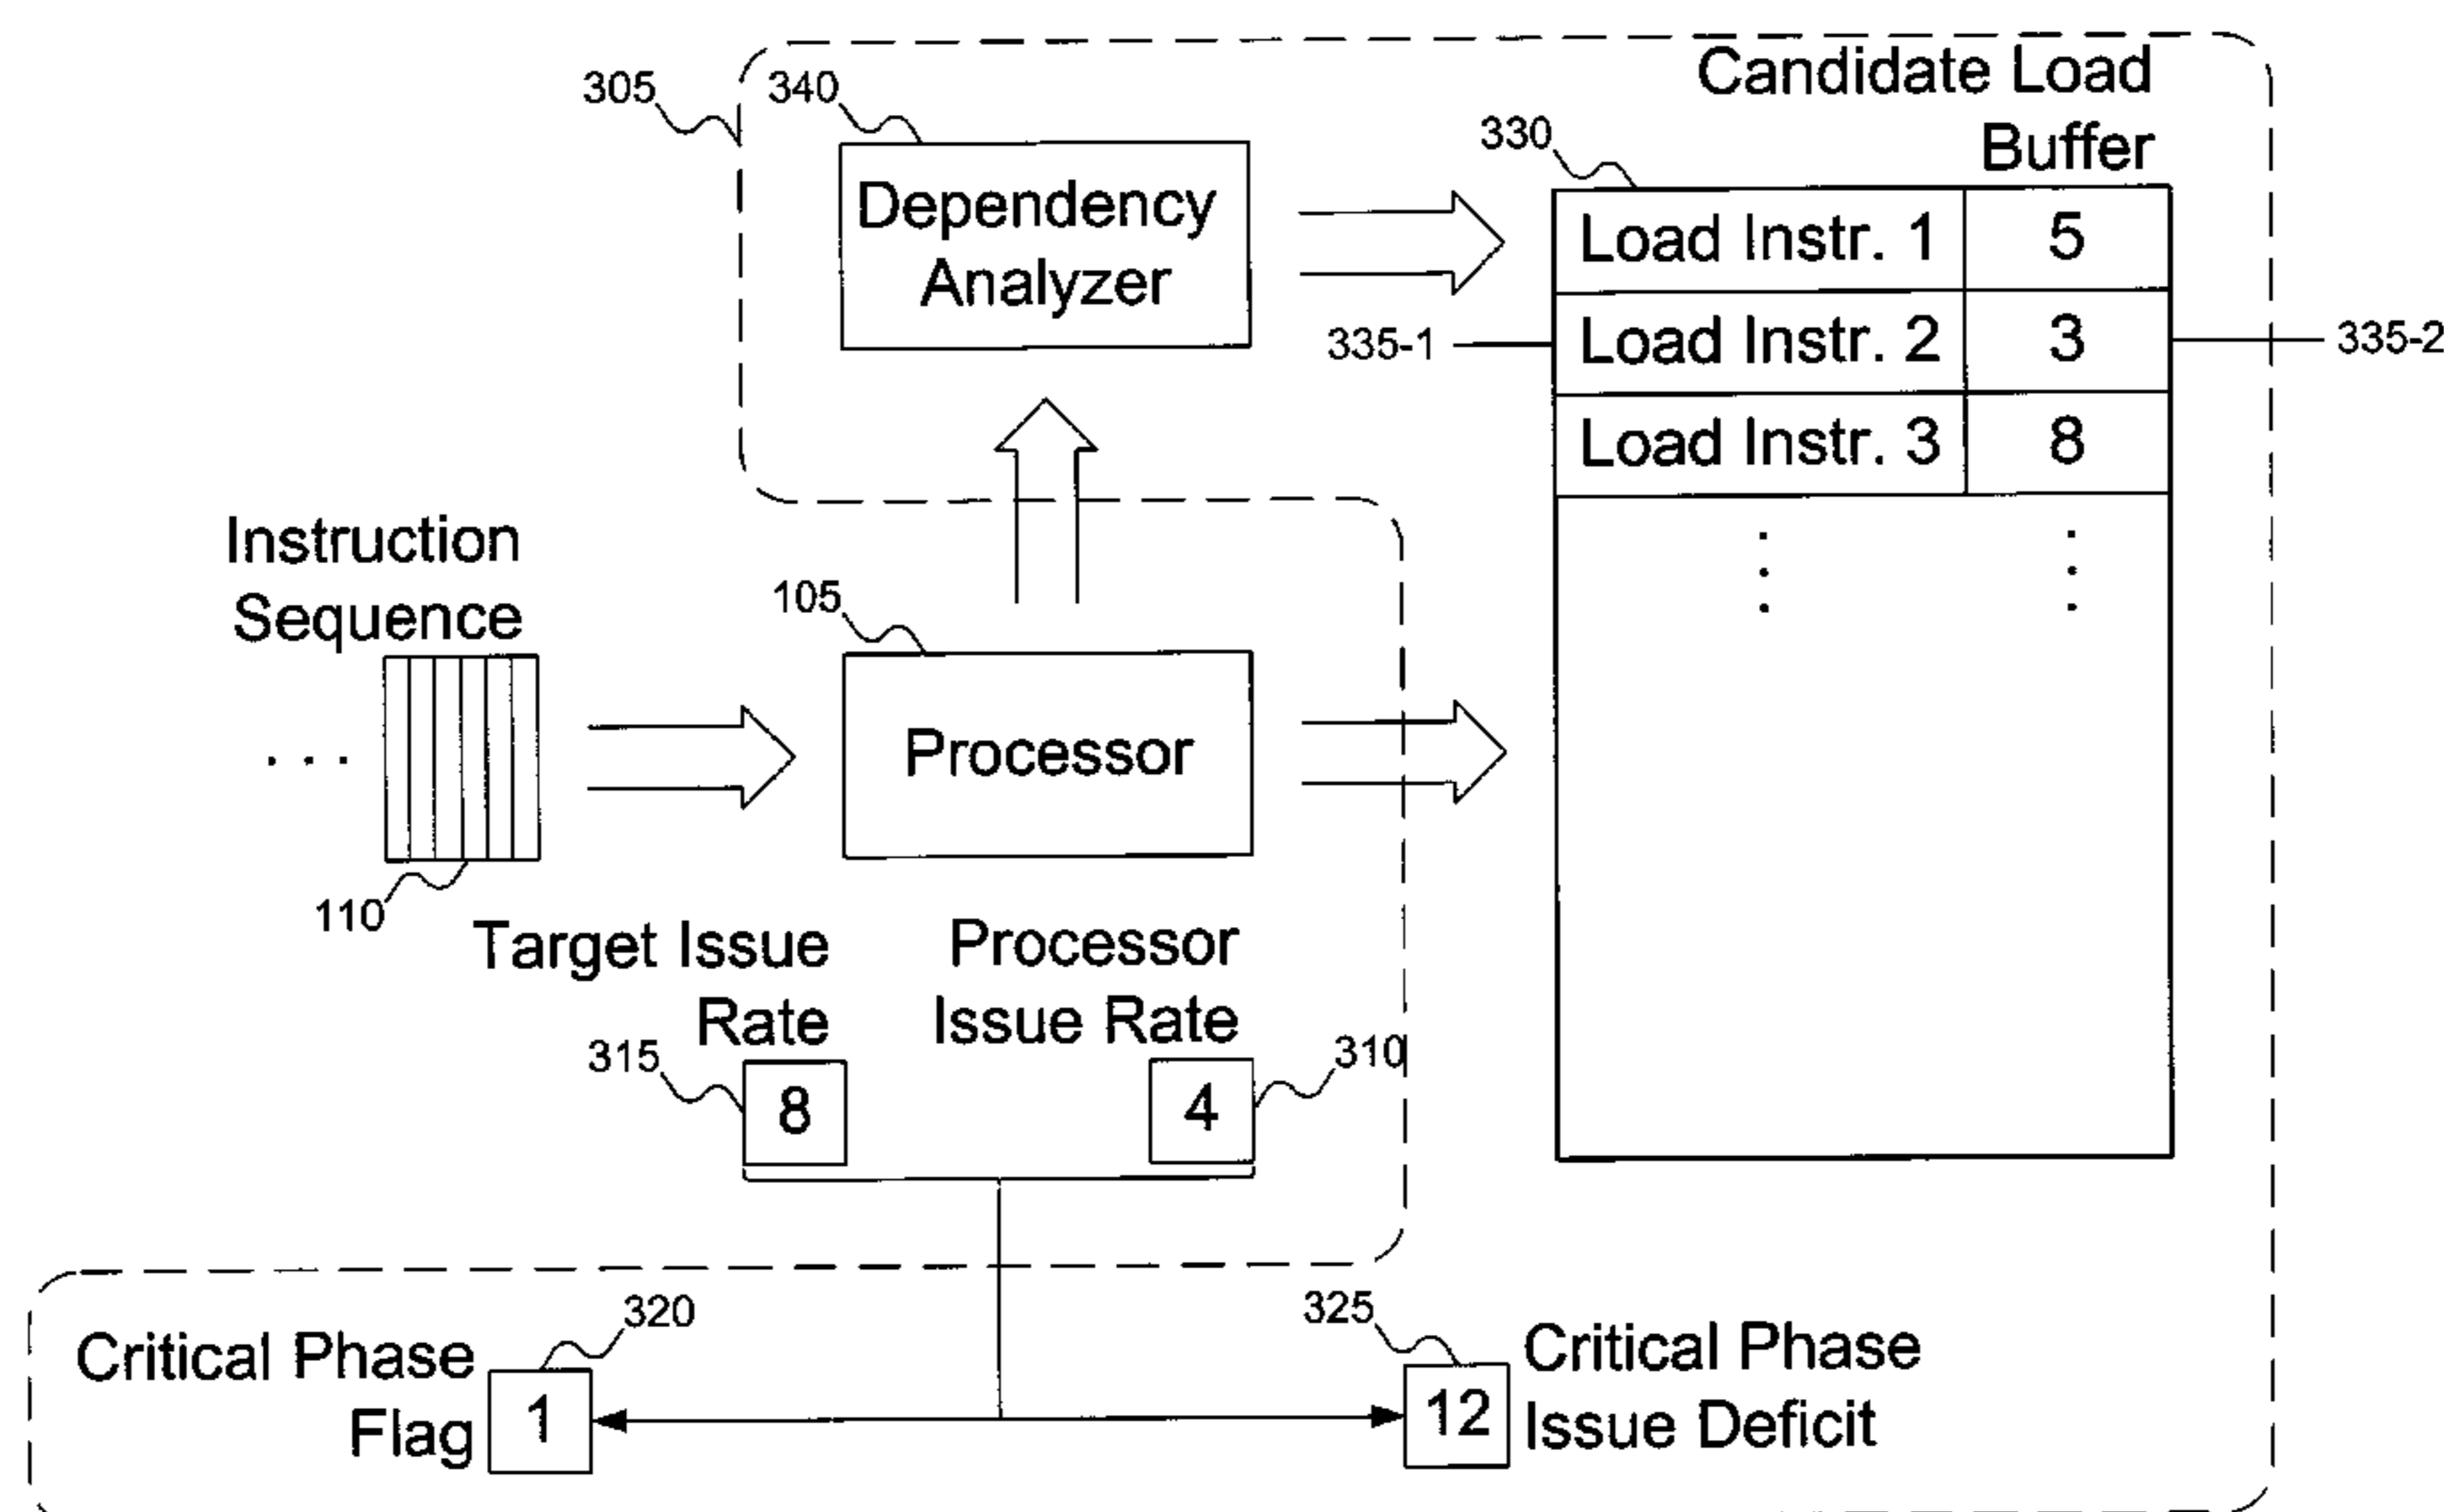 Candidate Load
Buffer
305
340
330
Dependency
Analyzer
Load Instr. 1 5
335-1
Load Instr. 2 3
335-2
Load Instr. 3 8
Instruction
Sequence
. . .
110
105
Processor
Target Issue
Rate
315
8
Processor
Issue Rate
310
4
Critical Phase
Flag
320
1
325
12
Critical Phase
Issue Deficit